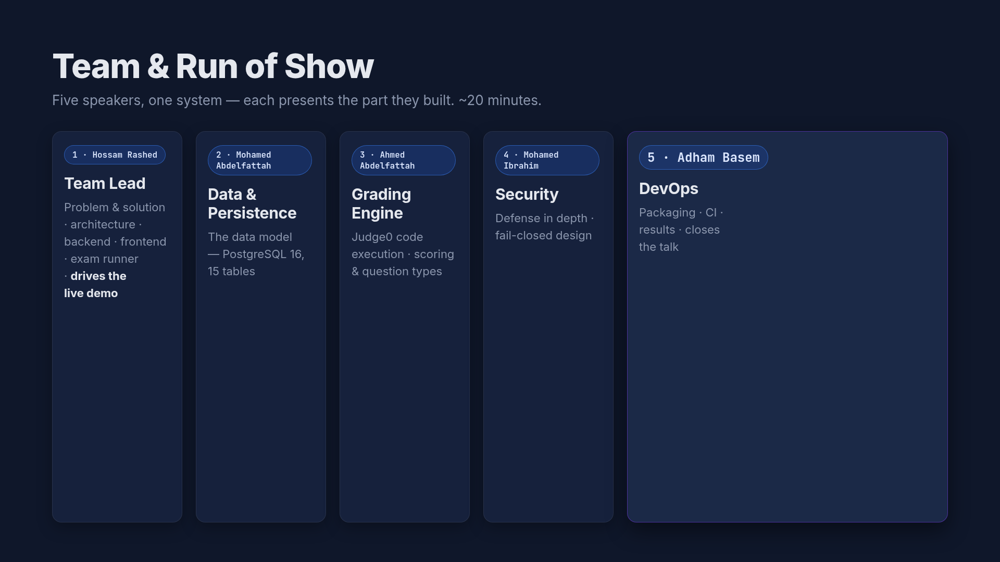 Team & Run of Show
Five speakers, one system — each presents the part they built. ~20 minutes.
1 · Hossam Rashed
Team Lead
Problem & solution
· architecture ·
backend · frontend
· exam runner
· drives the
live demo
2 · Mohamed
Abdelfattah
Data &
Persistence
The data model
— PostgreSQL 16,
15 tables
3 · Ahmed
Abdelfattah
Grading
Engine
Judge0 code
execution · scoring
& question types
4 · Mohamed
Ibrahim
Security
Defense in depth ·
fail-closed design
5 · Adham Basem
DevOps
Packaging · CI ·
results · closes
the talk